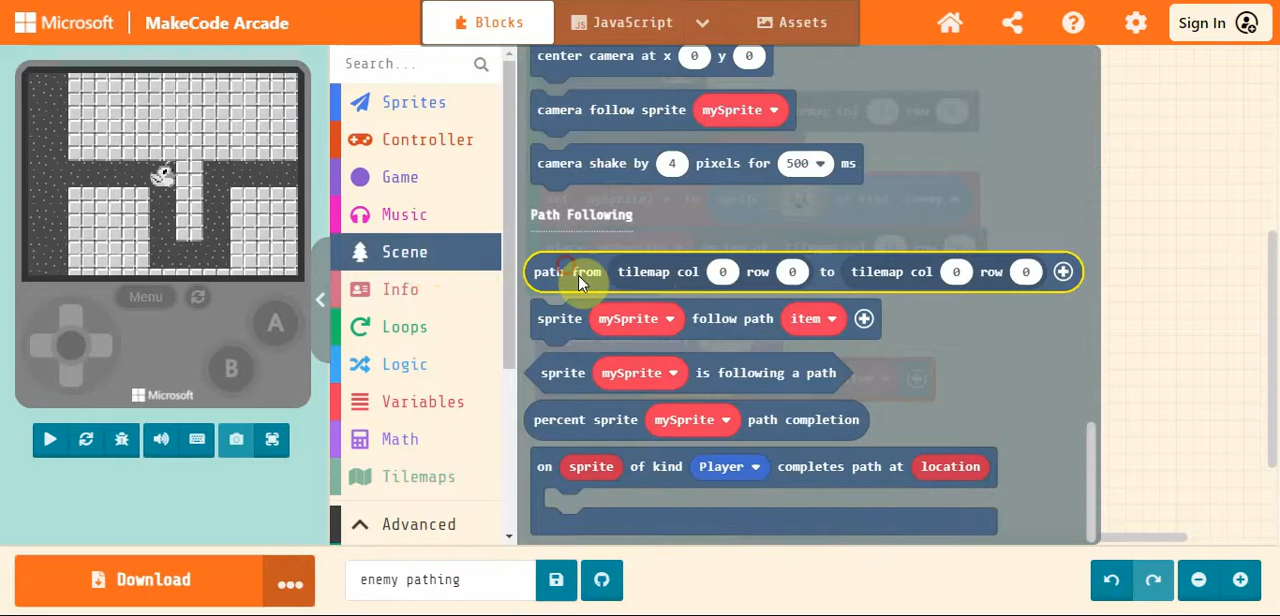 Microsoft MakeCode Arcade Blocks JavaScript Assets Sign In
Search...
Sprites
Controller
Game
Music
Scene
Info
Loops
Logic
Variables
Math
Tilemaps
Advanced
center camera at x 0 y 0
camera follow sprite mySprite
camera shake by 4 pixels for 500 ms
Path Following
path from tilemap col 0 row 0 to tilemap col 0 row 0
sprite mySprite follow path item
sprite mySprite is following a path
percent sprite mySprite path completion
on sprite of kind Player completes path at location
Menu
A
B
Microsoft
Download
enemy pathing